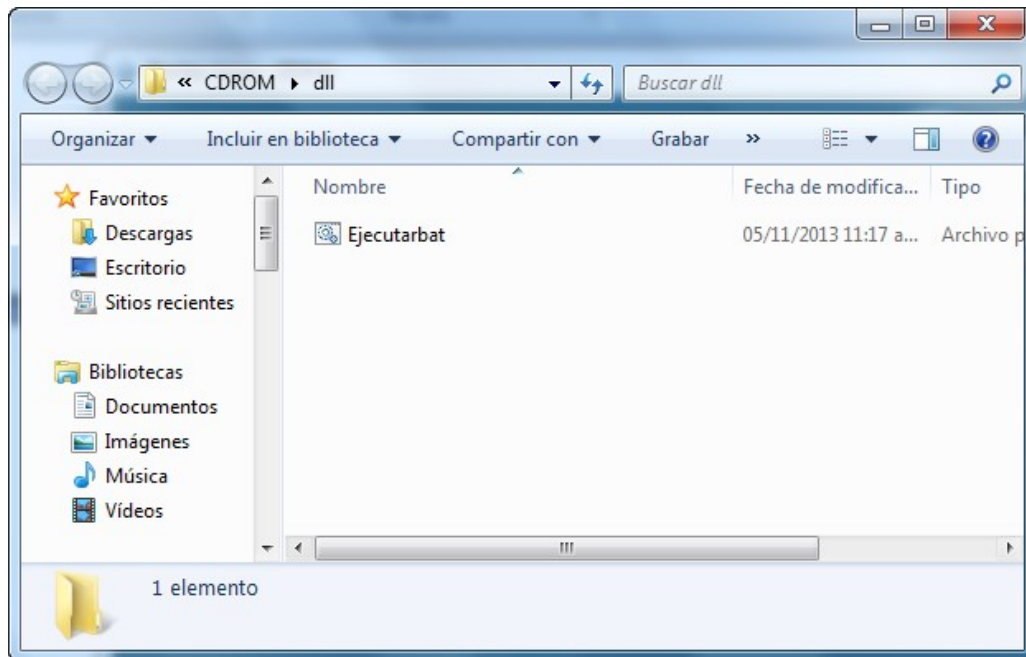 « CDROM ▸ dll
Buscar dll
Organizar
Incluir en biblioteca
Compartir con
Grabar
»
Favoritos
Descargas
Escritorio
Sitios recientes
Bibliotecas
Documentos
Imágenes
Música
Vídeos
Nombre
Fecha de modifica...
Tipo
Ejecutarbat
05/11/2013 11:17 a...
Archivo p
1 elemento